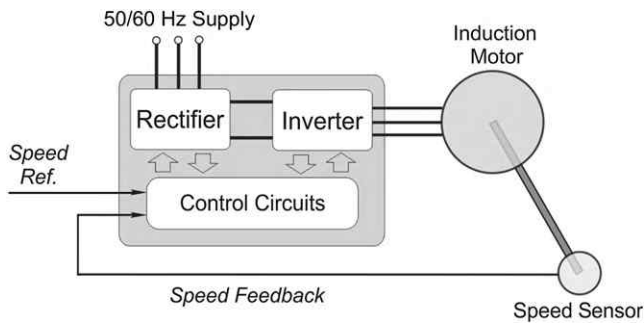 50/60 Hz Supply
Induction
Motor
Rectifier
Inverter
Speed
Ref.
Control Circuits
Speed Feedback
Speed Sensor